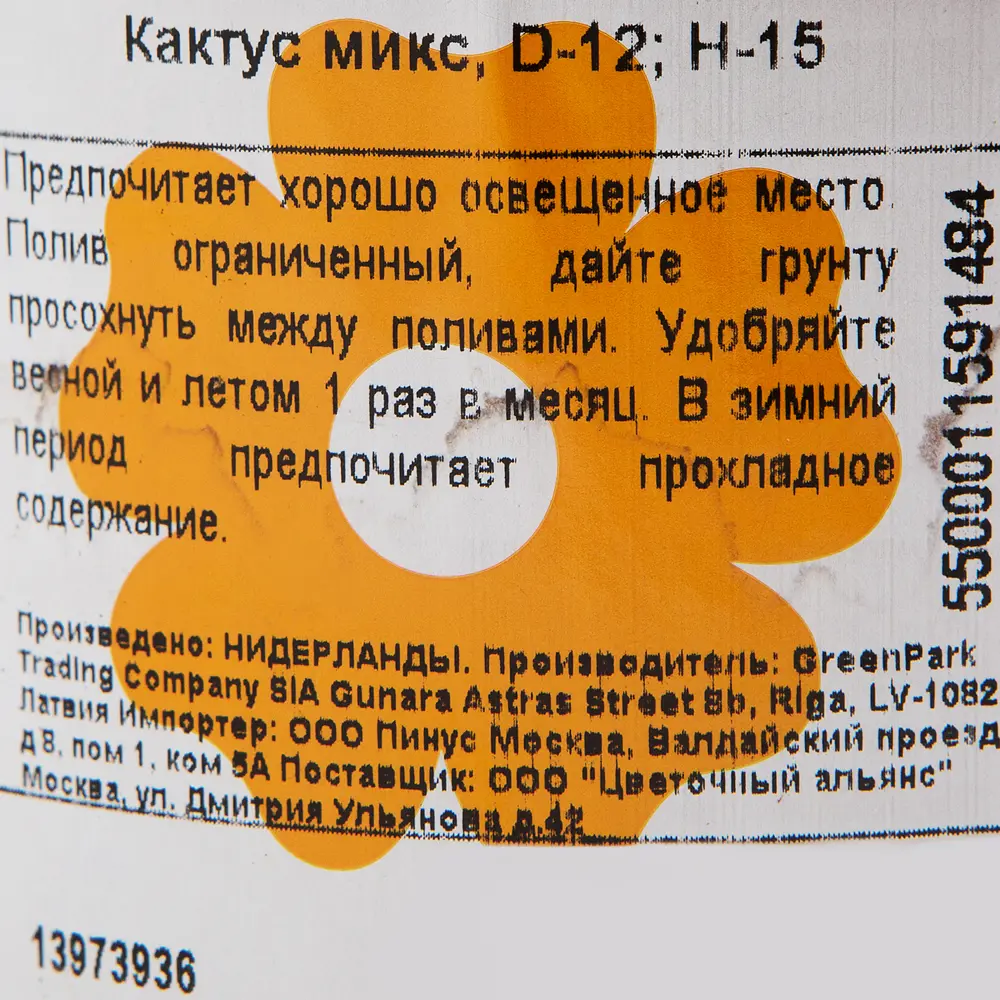 Кактус микс, D-12; H-15
Предпочитает хорошо освещенное место.
Полив ограниченный, дайте грунту
просохнуть между поливами. Удобряйте
весной и летом 1 раз в месяц. В зимний
период предпочитает прохладное
содержание.
5500011591484
Произведено: НИДЕРЛАНДЫ. Производитель: GreenPark
Trading Company SIA Gunara Astras Street 8b, Riga, LV-1082
Латвия Импортер: ООО Пинус Москва, Валдайский проезд
д 8, пом 1, ком 5А Поставщик: ООО "Цветочный альянс"
Москва, ул. Дмитрия Ульянова д.42
13973936